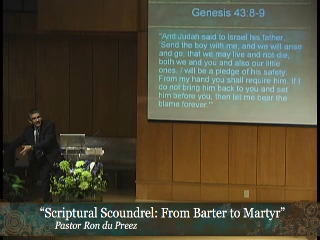 Genesis 43:8-9
"And Judah said to Israel his father,
'Send the boy with me, and we will arise
and go, that we may live and not die,
both we and you and also our little
ones. I will be a pledge of his safety.
From my hand you shall require him. If I
do not bring him back to you and set
him before you, then let me bear the
blame forever.'"
"Scriptural Scoundrel: From Barter to Martyr"
Pastor Ron du Preez